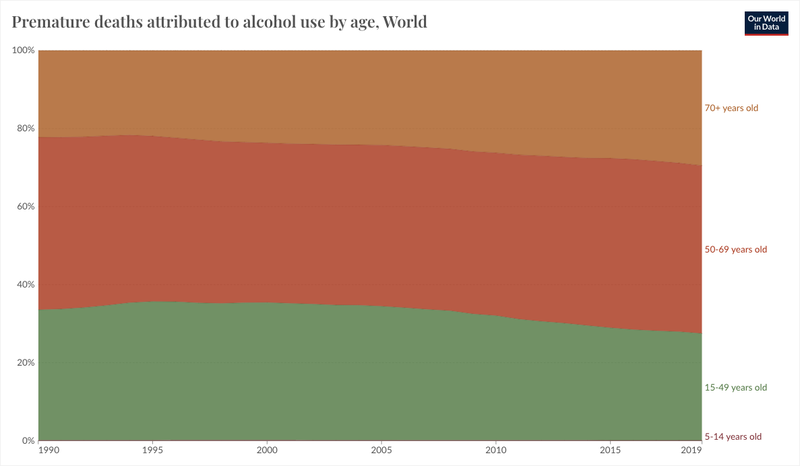 Premature deaths attributed to alcohol use by age, World
Our World
in Data
100%
80%
60%
40%
20%
0%
70+ years old
50-69 years old
15-49 years old
5-14 years old
1990
1995
2000
2005
2010
2015
2019